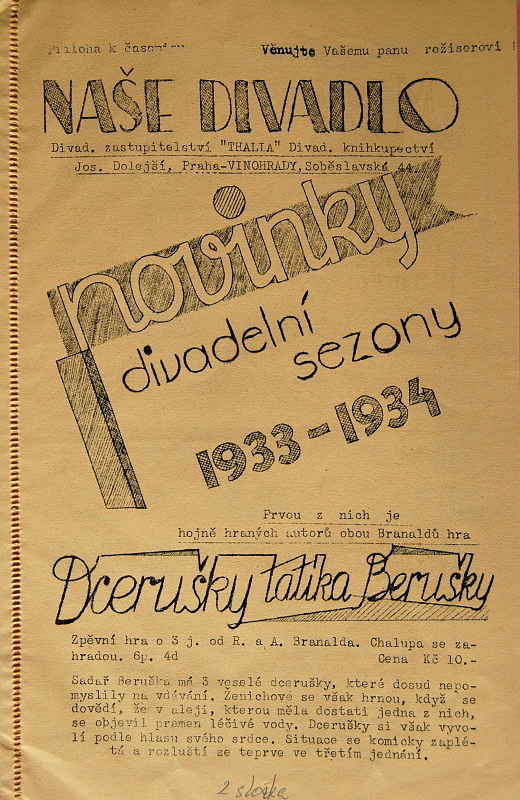 Příloha k časopisu Věnujte Vašemu panu režiserovi !
NAŠE DIVADLO
Divad. zastupitelství "THALIA" Divad. knihkupectví
Jos. Dolejší, Praha-VINOHRADY, Soběslavská 44.
novinky
divadelní
sezony
1933-1934
Prvou z nich je
hojně hraných autorů obou Branaldů hra
Dcerušky tatíka Berušky
Zpěvní hra o 3 j. od R. a A. Branalda. Chalupa se za-
hradou. 6p. 4d Cena Kč 10.-
Sadař Beruška má 3 veselé dcerušky, které dosud nepo-
myslily na vdávání. Ženichové se však hrnou, když se
dovědí, že v aleji, kterou měla dostati jedna z nich,
se objevil pramen léčivé vody. Dcerušky si však vyvo-
lí podle hlasu svého srdce. Situace se komicky zaplé-
tá a rozluští se teprve ve třetím jednání.
2 složka